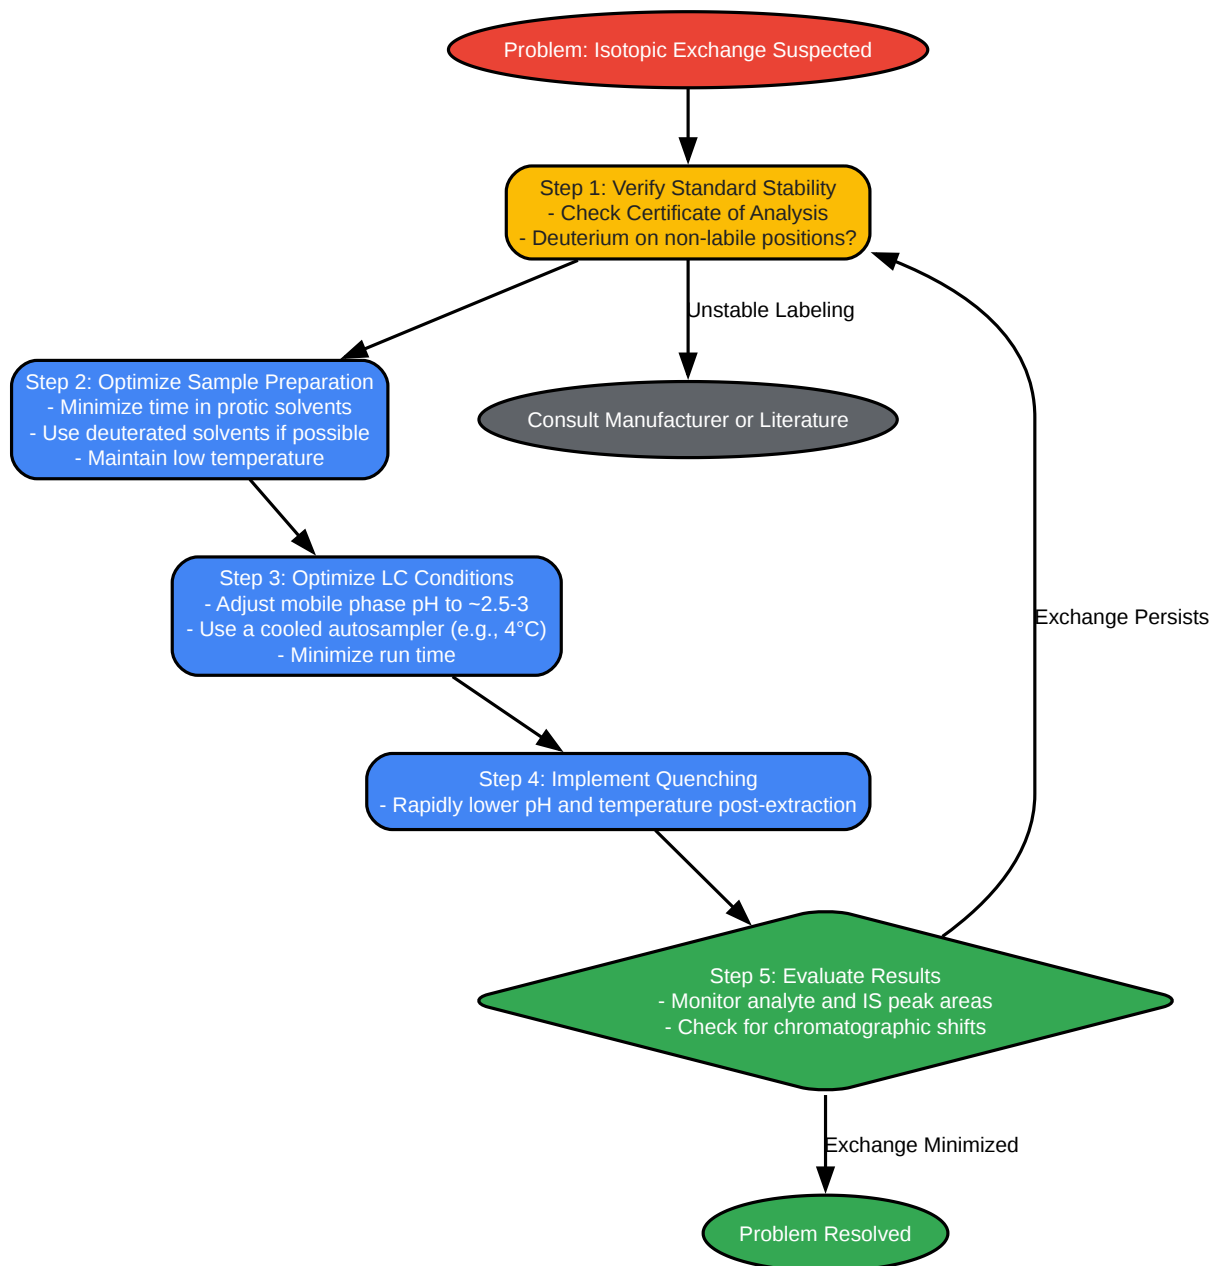 Problem: Isotopic Exchange Suspected
Step 1: Verify Standard Stability
- Check Certificate of Analysis
- Deuterium on non-labile positions?
Unstable Labeling
Step 2: Optimize Sample Preparation
- Minimize time in protic solvents
- Use deuterated solvents if possible
- Maintain low temperature
Consult Manufacturer or Literature
Step 3: Optimize LC Conditions
- Adjust mobile phase pH to ~2.5-3
- Use a cooled autosampler (e.g., 4°C)
- Minimize run time
Exchange Persists
Step 4: Implement Quenching
- Rapidly lower pH and temperature post-extraction
Step 5: Evaluate Results
- Monitor analyte and IS peak areas
- Check for chromatographic shifts
Exchange Minimized
Problem Resolved